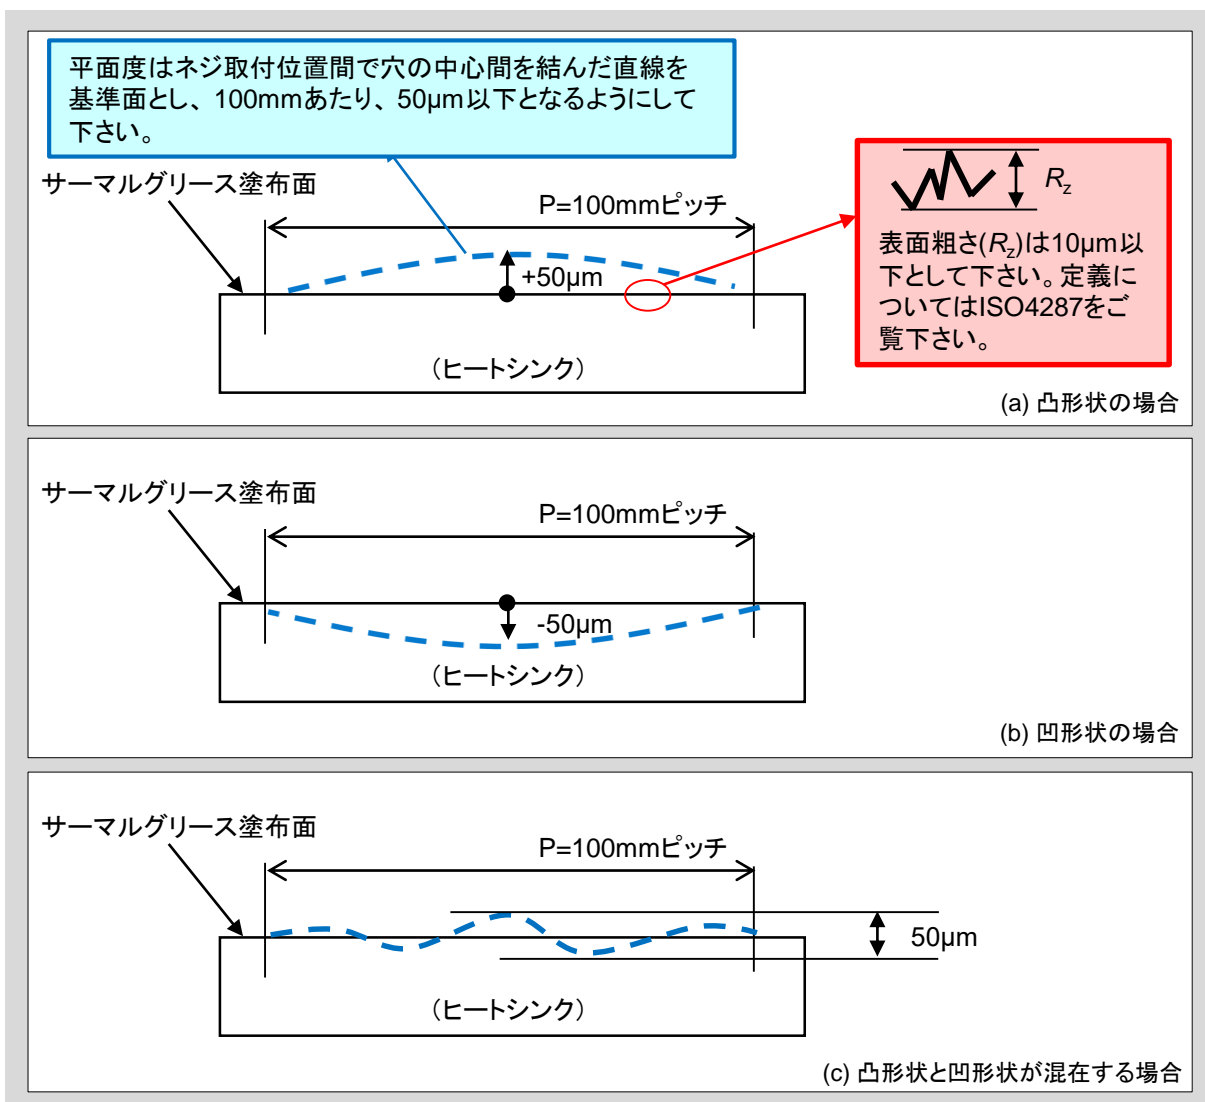 平面度はネジ取付位置間で穴の中心間を結んだ直線を
基準面とし、100mmあたり、50μm以下となるようにして
下さい。
サーマルグリース塗布面
P=100mmピッチ
+50μm
Rz
表面粗さ(Rz)は10μm以
下として下さい。定義に
ついてはISO4287をご
覧下さい。
（ヒートシンク）
(a) 凸形状の場合
サーマルグリース塗布面
P=100mmピッチ
-50μm
（ヒートシンク）
(b) 凹形状の場合
サーマルグリース塗布面
P=100mmピッチ
50μm
（ヒートシンク）
(c) 凸形状と凹形状が混在する場合